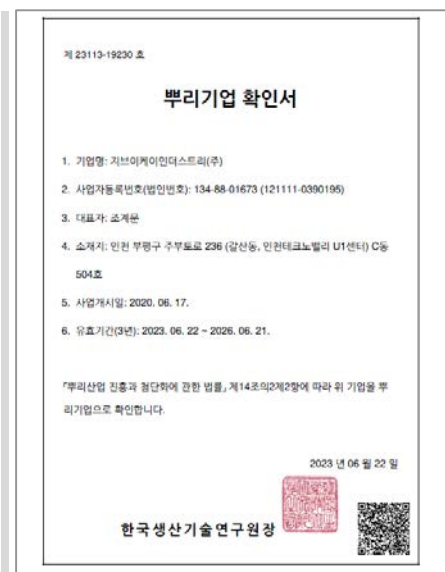 제 23113-19230 호
뿌리기업 확인서
1. 기업명: 지브이케이인더스트리(주)
2. 사업자등록번호(법인번호): 134-88-01673 (121111-0390195)
3. 대표자: 조계문
4. 소재지: 인천 부평구 주부토로 236 (갈산동, 인천테크노밸리 U1센터) C동
504호
5. 사업개시일: 2020. 06. 17.
6. 유효기간(3년): 2023. 06. 22 ~ 2026. 06. 21.
「뿌리산업 진흥과 첨단화에 관한 법률」 제14조의2제2항에 따라 위 기업을 뿌
리기업으로 확인합니다.
2023 년 06 월 22 일
한국생산기술연구원장